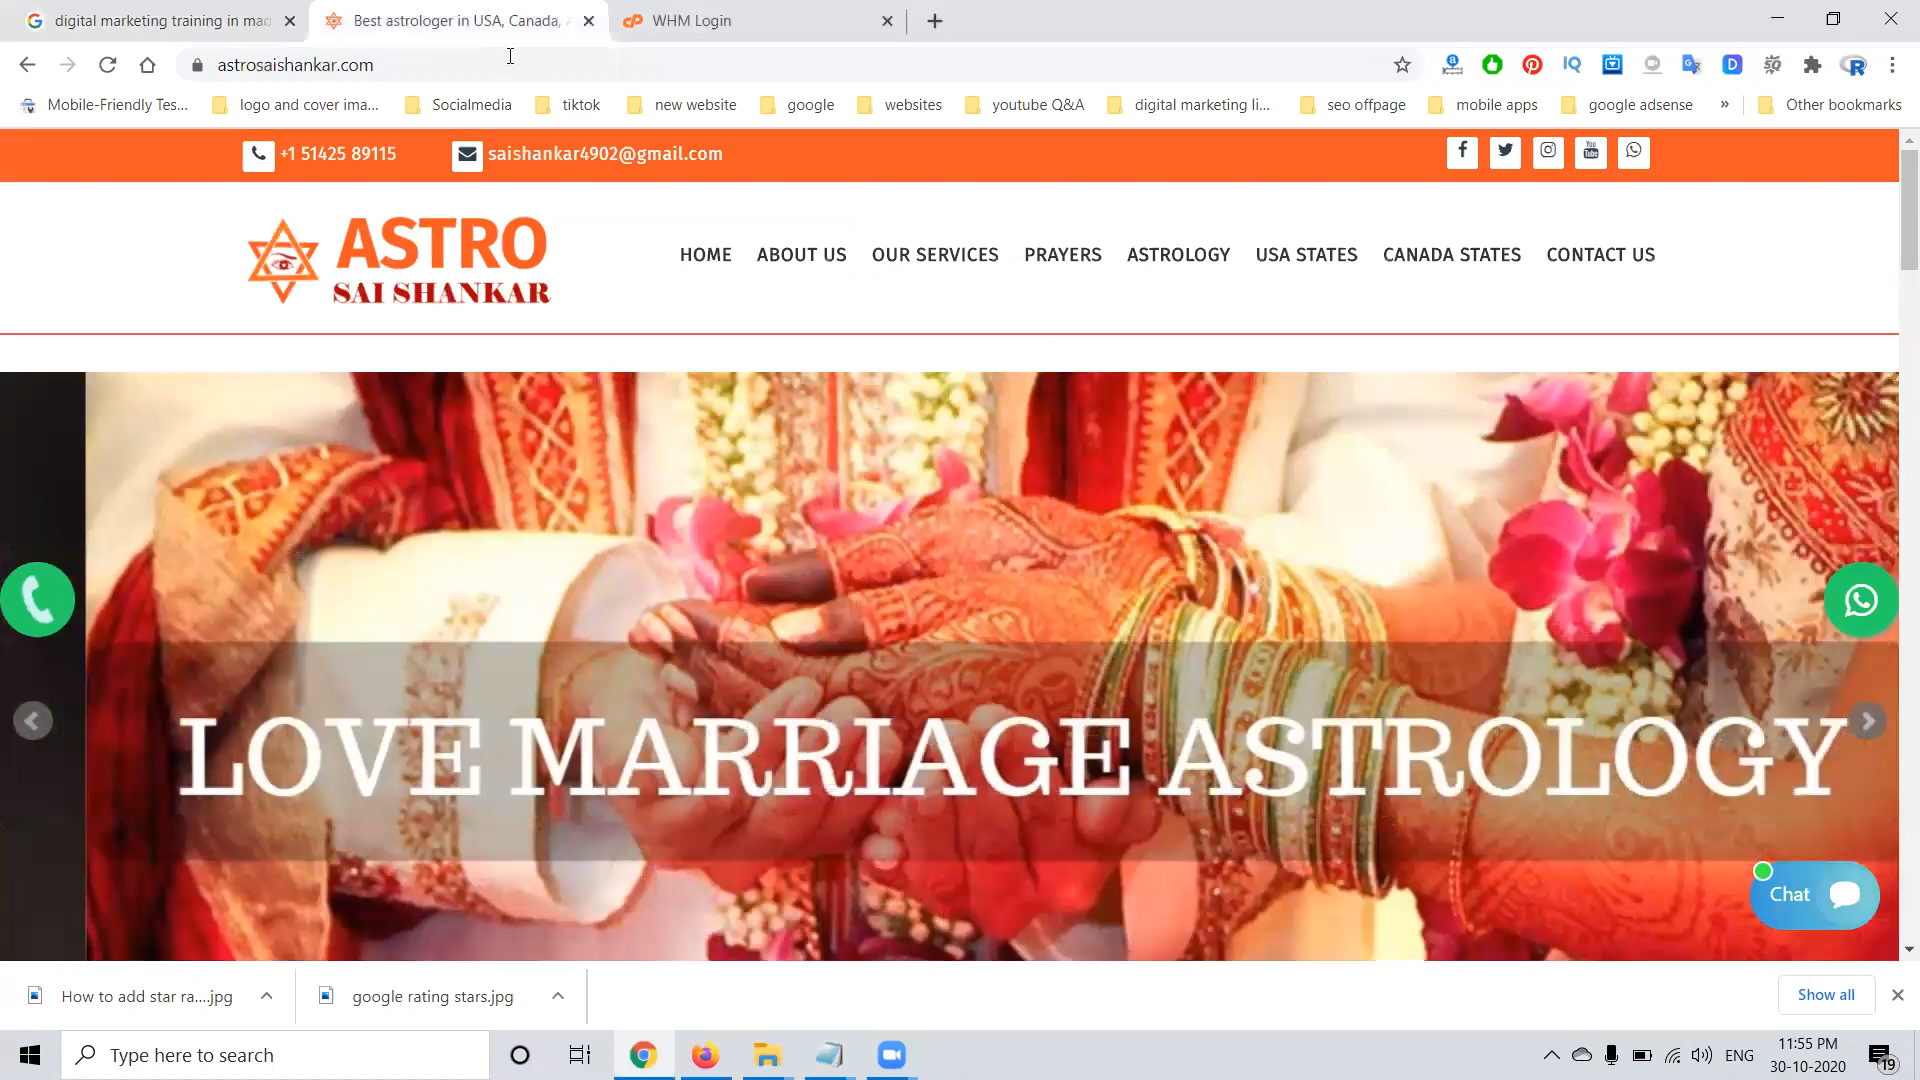 digital marketing training in mad
Best astrologer in USA, Canada, A
WHM Login
astrosaishankar.com
Mobile-Friendly Tes...
logo and cover ima...
Socialmedia
tiktok
new website
google
websites
youtube Q&A
digital marketing li...
seo offpage
mobile apps
google adsense
»
Other bookmarks
+1 51425 89115
saishankar4902@gmail.com
You
Tube
ASTRO
SAI SHANKAR
HOME
ABOUT US
OUR SERVICES
PRAYERS
ASTROLOGY
USA STATES
CANADA STATES
CONTACT US
LOVE MARRIAGE ASTROLOGY
Chat
How to add star ra....jpg
google rating stars.jpg
Show all
Type here to search
ENG
11:55 PM
30-10-2020
19